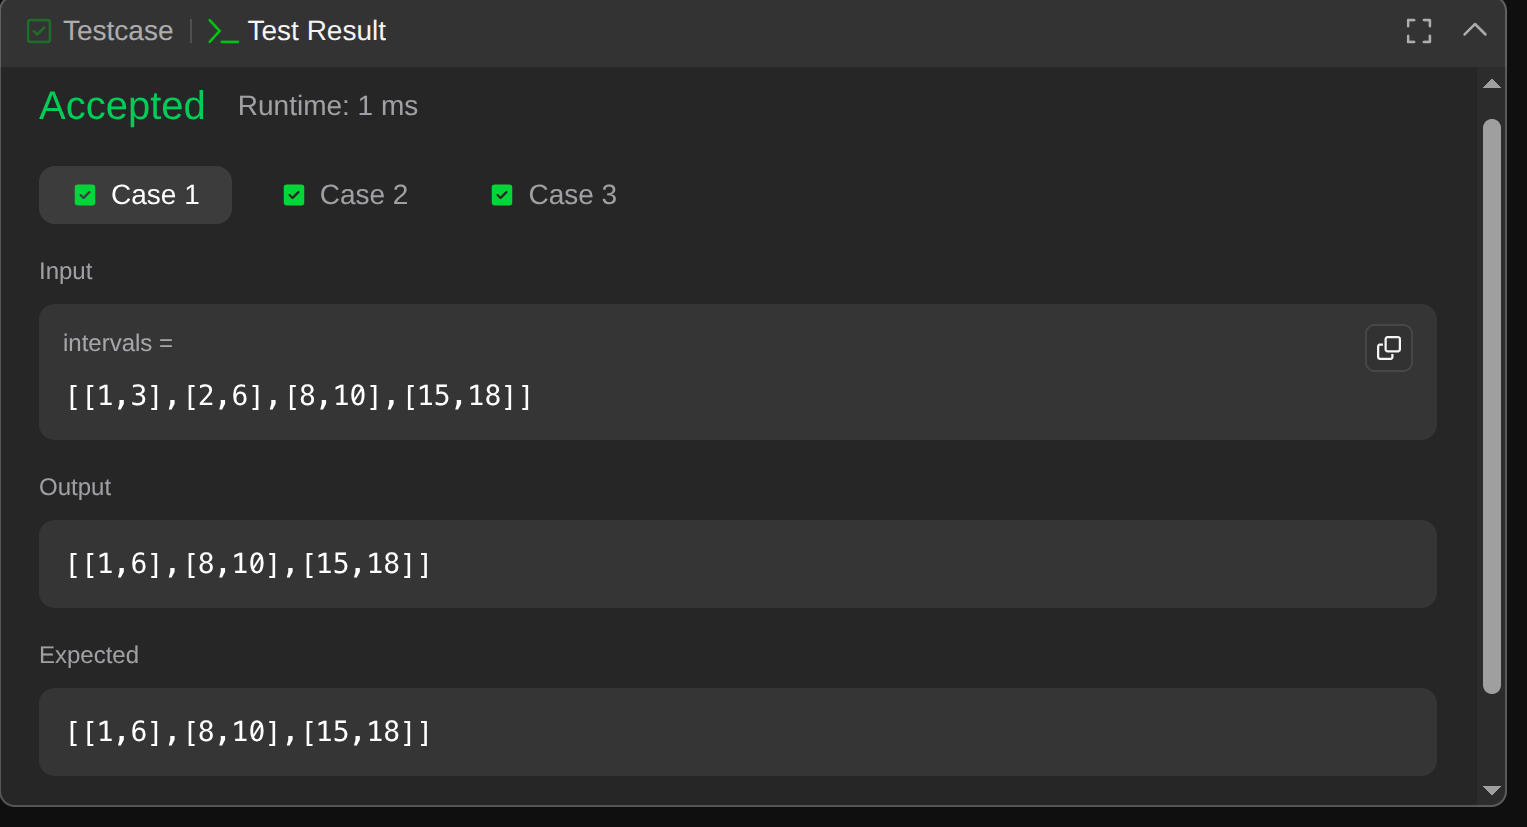 Testcase | Test Result
Accepted Runtime: 1 ms
Case 1 Case 2 Case 3
Input
intervals =
[[1,3],[2,6],[8,10],[15,18]]
Output
[[1,6],[8,10],[15,18]]
Expected
[[1,6],[8,10],[15,18]]